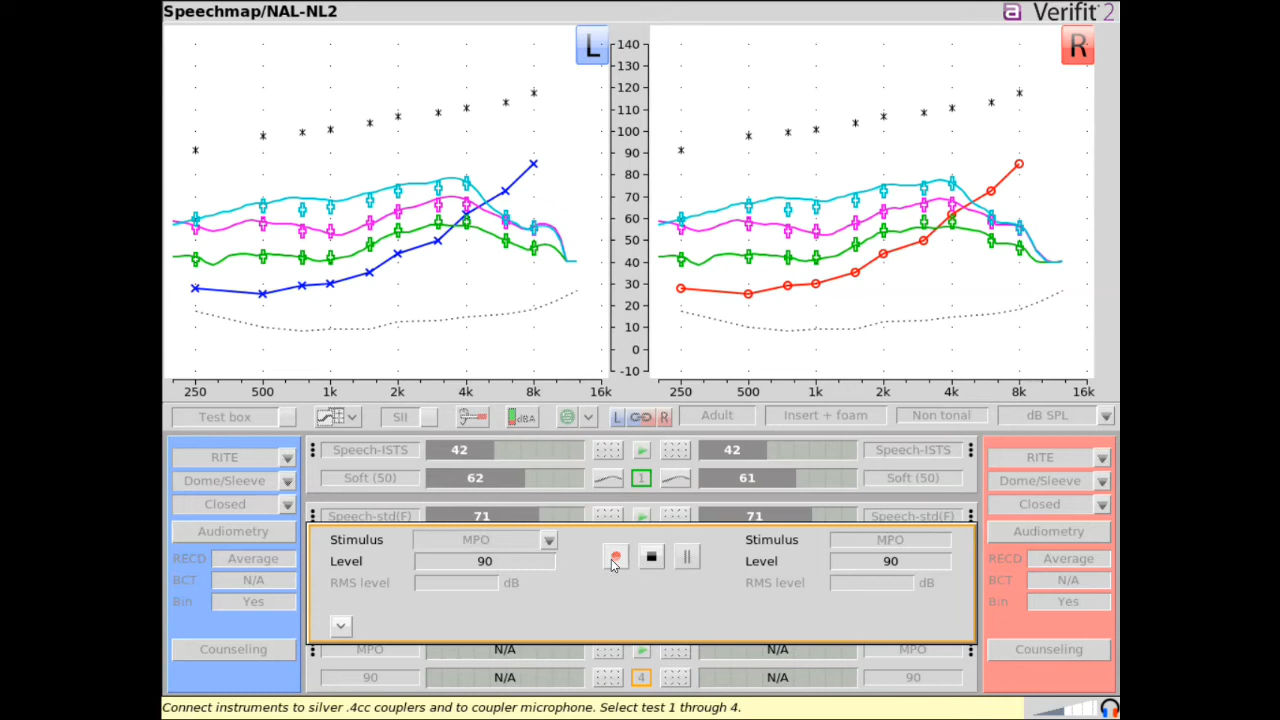 Speechmap/NAL-NL2
a Verifit 2
L
R
140
130
120
110
100
90
80
70
60
50
40
30
20
10
0
-10
250 500 1k 2k 4k 8k 16k
250 500 1k 2k 4k 8k 16k
Test box SII dBA L R Adult Insert + foam Non tonal dB SPL
RITE
Dome/Sleeve
Closed
Audiometry
RECD Average
BCT N/A
Bin Yes
Counseling
Speech-ISTS 42 42 Speech-ISTS
Soft (50) 62 1 61 Soft (50)
Speech-std(F) 71 71 Speech-std(F)
Stimulus MPO Stimulus MPO
Level 90 Level 90
RMS level dB RMS level dB
MPO N/A N/A MPO
90 N/A 4 N/A 90
RITE
Dome/Sleeve
Closed
Audiometry
RECD Average
BCT N/A
Bin Yes
Counseling
Connect instruments to silver .4cc couplers and to coupler microphone. Select test 1 through 4.